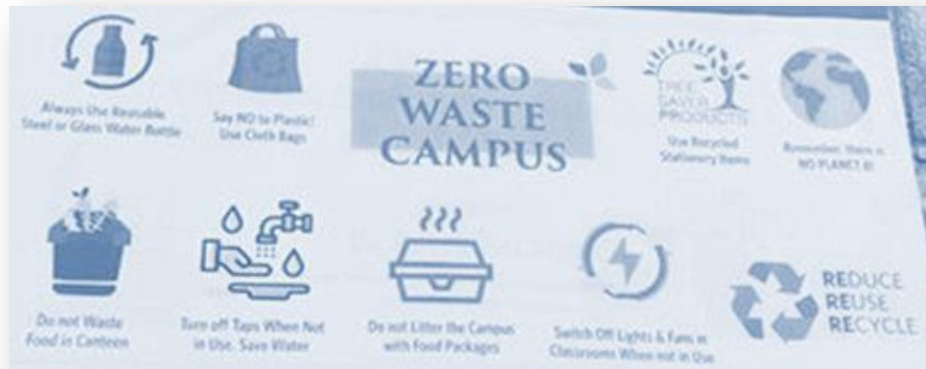 Always Use Reusable
Steel or Glass Water Bottle
Say NO to Plastic!
Use Cloth Bags
ZERO
WASTE
CAMPUS
TREE
SAVER
PRODUCTS
Use Recycled
Stationery Items
Remember, there is
NO PLANET B!
Do not Waste
Food in Canteen
Turn off Taps When Not
in Use. Save Water
Do not Litter the Campus
with Food Packages
Switch Off Lights & Fans in
Classrooms When not in Use
REDUCE
REUSE
RECYCLE